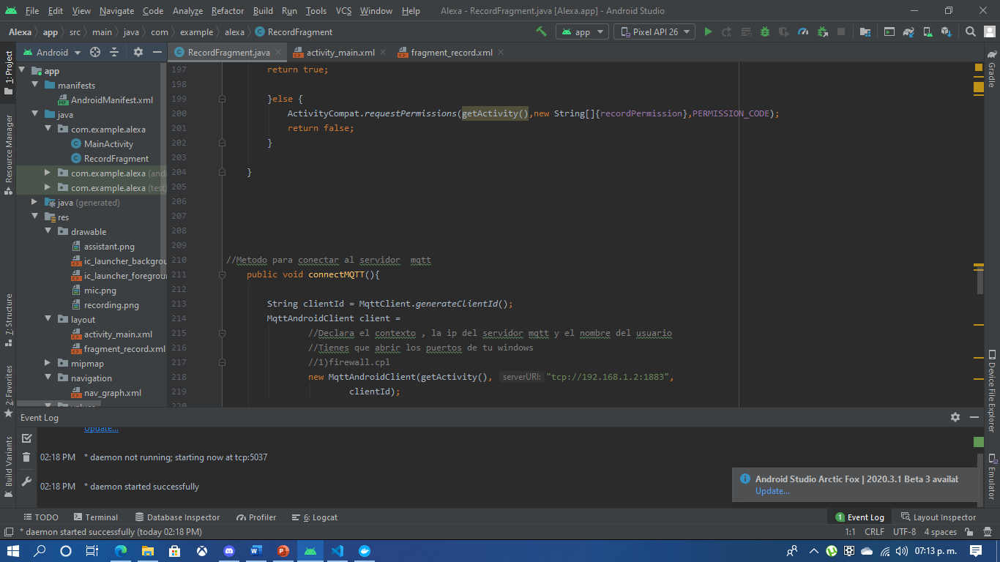 File Edit View Navigate Code Analyze Refactor Build Run Tools VCS Window Help Alexa - RecordFragment.java [Alexa.app] - Android Studio
Alexa app src main java com example alexa RecordFragment app Pixel API 26
1: Project
Resource Manager
7: Structure
2: Favorites
Build Variants
Android
app
manifests
AndroidManifest.xml
java
com.example.alexa
MainActivity
RecordFragment
com.example.alexa (and
com.example.alexa (test
java (generated)
res
drawable
assistant.png
ic_launcher_backgrou
ic_launcher_foregroun
mic.png
recording.png
layout
activity_main.xml
fragment_record.xml
mipmap
navigation
nav_graph.xml
values
RecordFragment.java activity_main.xml fragment_record.xml
197 return true;
198
199 }else {
200 ActivityCompat.requestPermissions(getActivity(),new String[]{recordPermission},PERMISSION_CODE);
201 return false;
202 }
203
204 }
205
206
207
208
209
210 //Metodo para conectar al servidor  mqtt
211 public void connectMQTT(){
212
213 String clientId = MqttClient.generateClientId();
214 MqttAndroidClient client =
215 //Declara el contexto , la ip del servidor mqtt y el nombre del usuario
216 //Tienes que abrir los puertos de tu windows
217 //1)firewall.cpl
218 new MqttAndroidClient(getActivity(), serverURI: "tcp://192.168.1.2:1883",
219 clientId);
220
Gradle
Device File Explorer
Emulator
Event Log
Update...
02:18 PM * daemon not running; starting now at tcp:5037
02:18 PM * daemon started successfully
Android Studio Arctic Fox | 2020.3.1 Beta 3 availab
Update...
TODO Terminal Database Inspector Profiler 6: Logcat 1 Event Log Layout Inspector
* daemon started successfully (today 02:18 PM) 1:1 CRLF UTF-8 4 spaces
07:13 p. m.